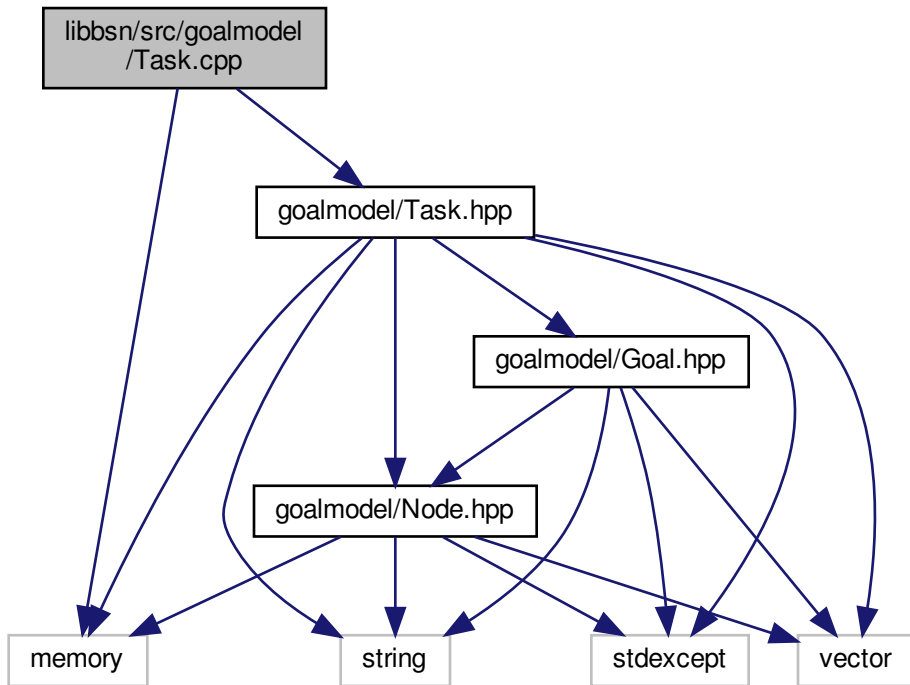 libbsn/src/goalmodel
/Task.cpp
goalmodel/Task.hpp
goalmodel/Goal.hpp
goalmodel/Node.hpp
memory
string
stdexcept
vector